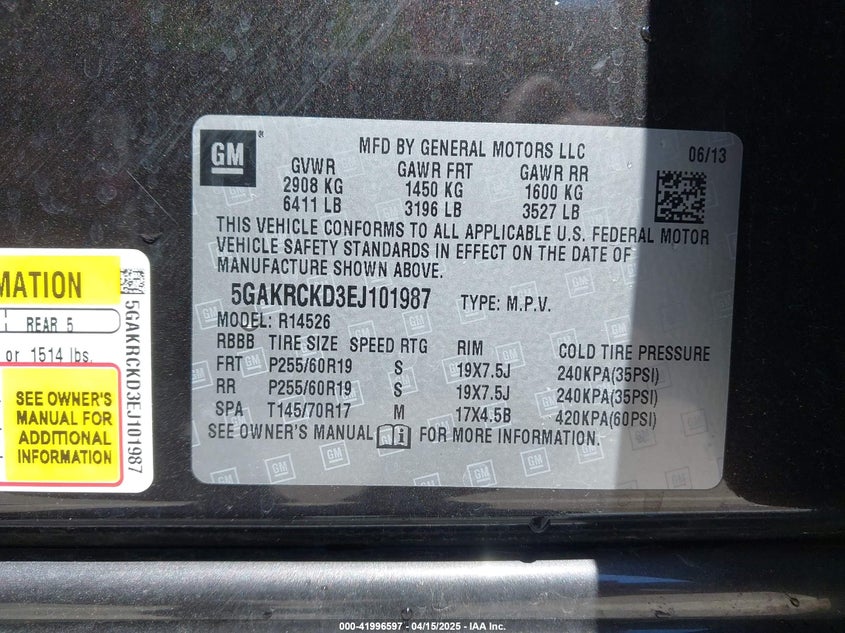 GM
®
MFD BY GENERAL MOTORS LLC 06/13
GVWR GAWR FRT GAWR RR
2908 KG 1450 KG 1600 KG
6411 LB 3196 LB 3527 LB
THIS VEHICLE CONFORMS TO ALL APPLICABLE U.S. FEDERAL MOTOR
VEHICLE SAFETY STANDARDS IN EFFECT ON THE DATE OF
MANUFACTURE SHOWN ABOVE.
5GAKRCKD3EJ101987 TYPE: M.P.V.
MODEL: R14526
RBBB TIRE SIZE SPEED RTG RIM COLD TIRE PRESSURE
FRT P255/60R19 S 19X7.5J 240KPA(35PSI)
RR P255/60R19 S 19X7.5J 240KPA(35PSI)
SPA T145/70R17 M 17X4.5B 420KPA(60PSI)
SEE OWNER'S MANUAL FOR MORE INFORMATION.
MATION
REAR 5
or 1514 lbs.
SEE OWNER'S
MANUAL FOR
ADDITIONAL
INFORMATION
5GAKRCKD3EJ101987
000-41996597 - 04/15/2025 - IAA Inc.